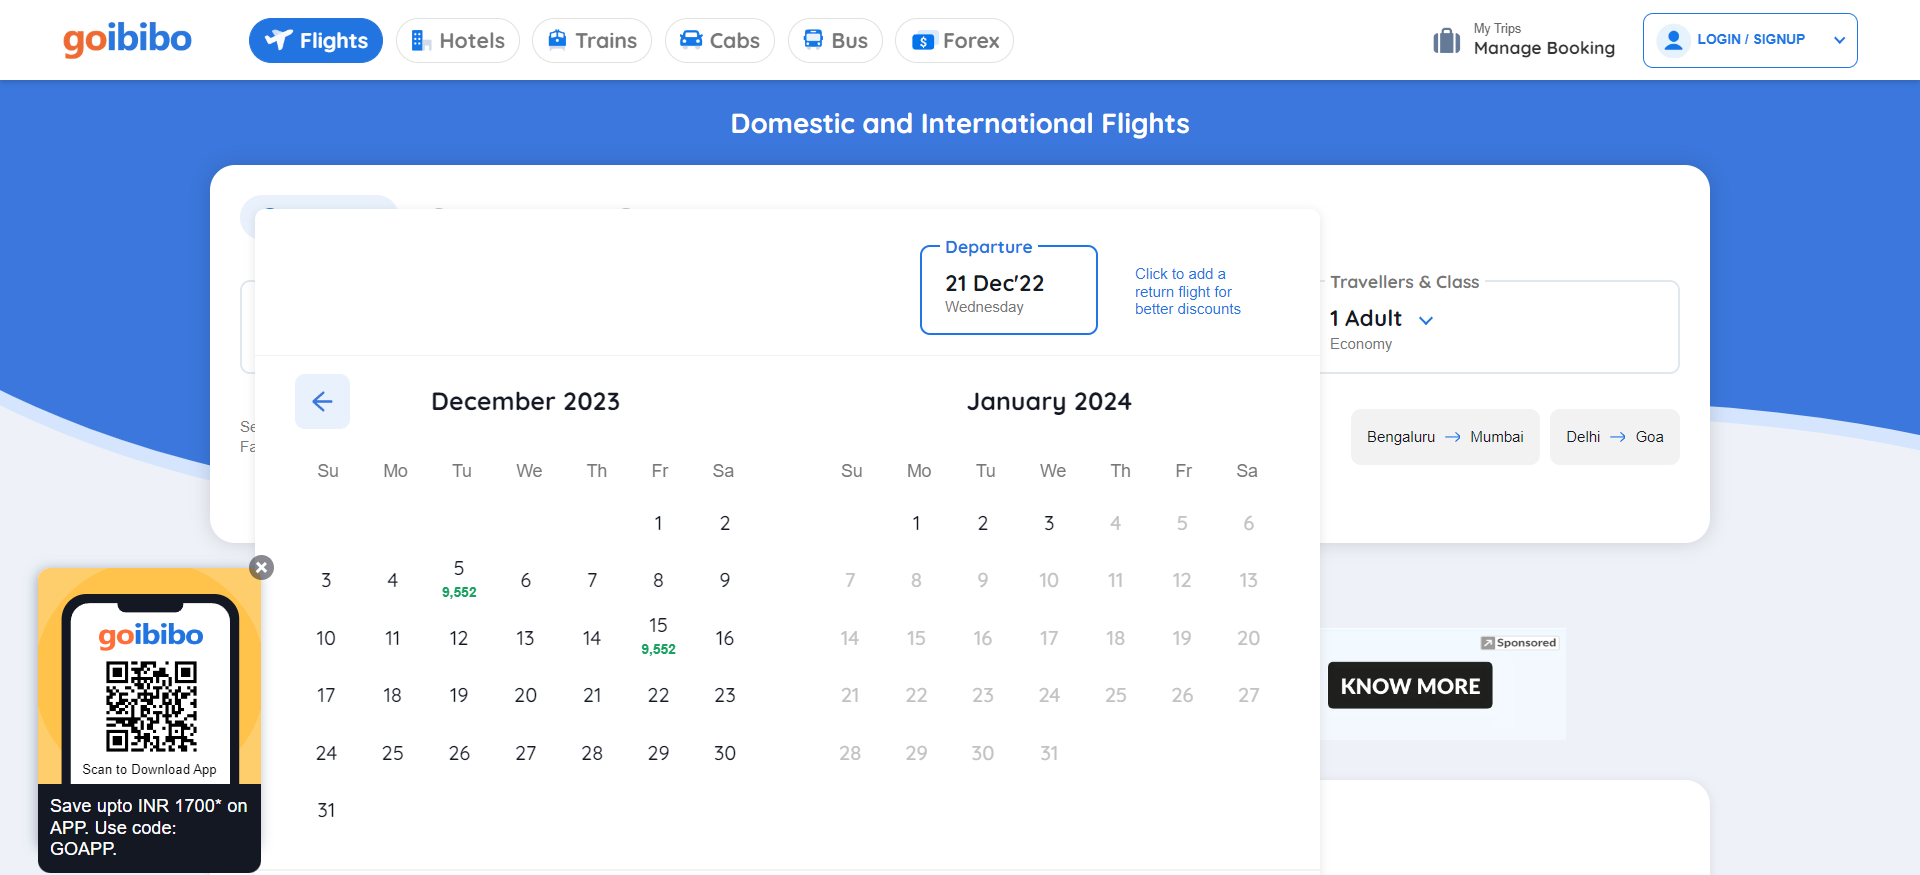 goibibo
Flights
Hotels
Trains
Cabs
Bus
Forex
My Trips
Manage Booking
LOGIN / SIGNUP
Domestic and International Flights
Departure
21 Dec'22
Wednesday
Click to add a
return flight for
better discounts
Travellers & Class
1 Adult
Economy
Se
Fa
Bengaluru → Mumbai
Delhi → Goa
December 2023
Su Mo Tu We Th Fr Sa
1 2
3 4 5 6 7 8 9
9,552
10 11 12 13 14 15 16
9,552
17 18 19 20 21 22 23
24 25 26 27 28 29 30
31
January 2024
Su Mo Tu We Th Fr Sa
1 2 3 4 5 6
7 8 9 10 11 12 13
14 15 16 17 18 19 20
21 22 23 24 25 26 27
28 29 30 31
goibibo
Scan to Download App
Save upto INR 1700* on
APP. Use code:
GOAPP.
Sponsored
KNOW MORE